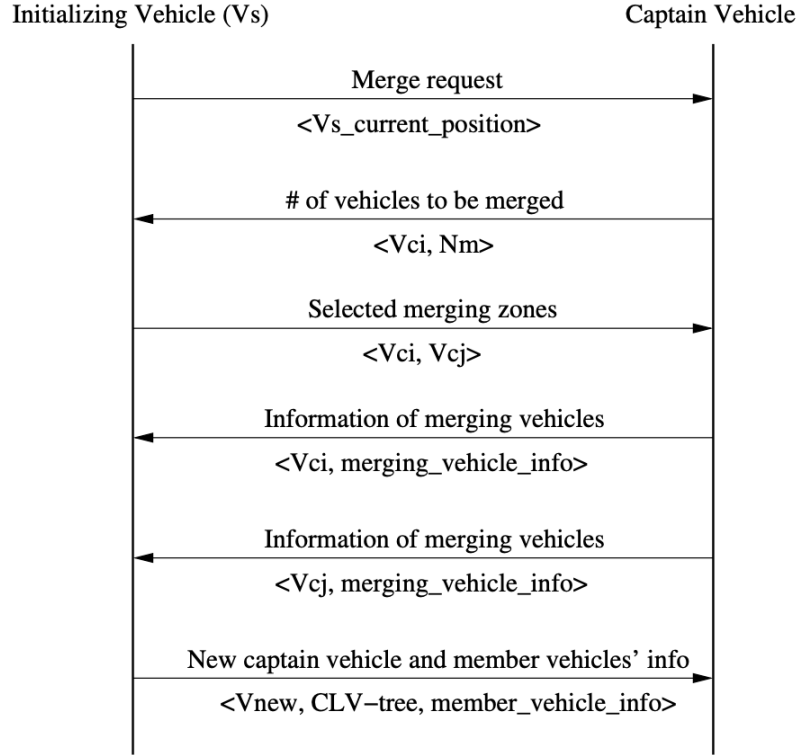 Initializing Vehicle (Vs)
Captain Vehicle
Merge request
<Vs_current_position>
# of vehicles to be merged
<Vci, Nm>
Selected merging zones
<Vci, Vcj>
Information of merging vehicles
<Vci, merging_vehicle_info>
Information of merging vehicles
<Vcj, merging_vehicle_info>
New captain vehicle and member vehicles’ info
<Vnew, CLV−tree, member_vehicle_info>